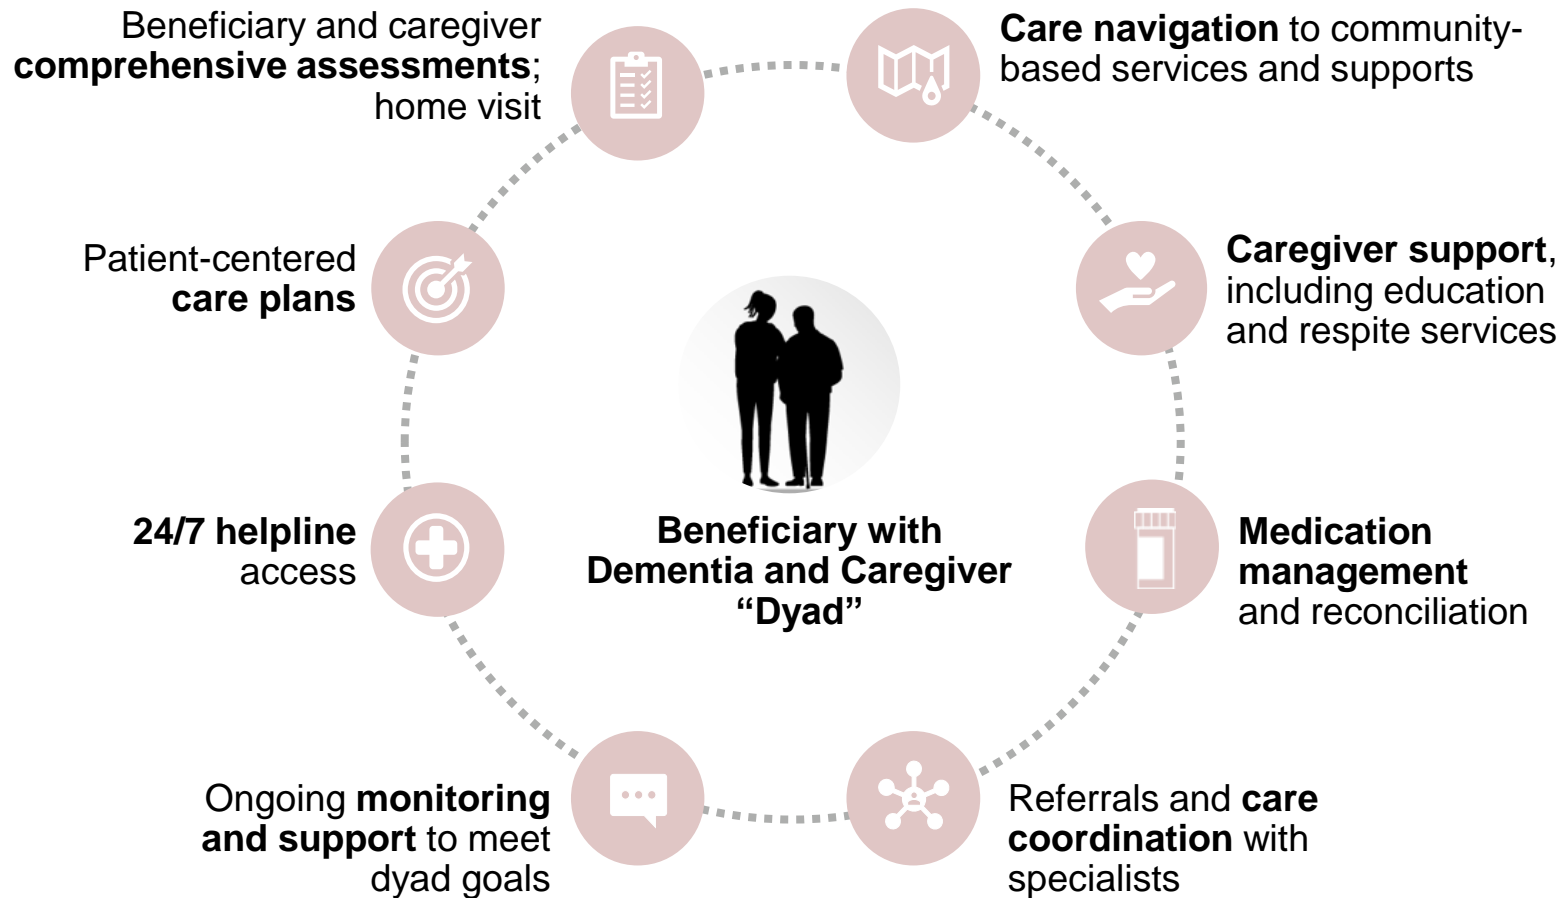 Beneficiary and caregiver
comprehensive assessments;
home visit
Care navigation to community-
based services and supports
Patient-centered
care plans
Caregiver support,
including education
and respite services
24/7 helpline
access
Beneficiary with
Dementia and Caregiver
“Dyad”
Medication
management
and reconciliation
Ongoing monitoring
and support to meet
dyad goals
Referrals and care
coordination with
specialists